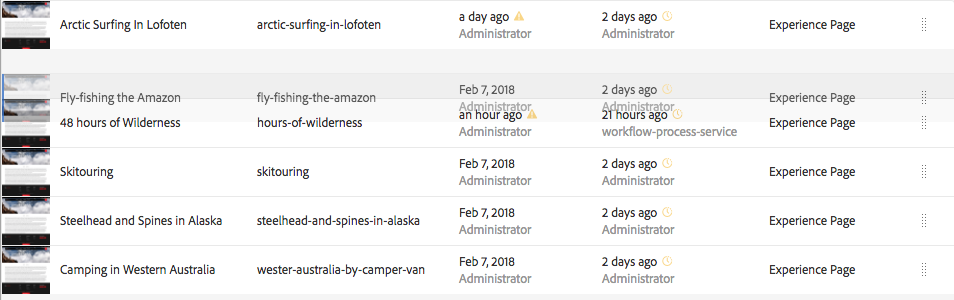 Arctic Surfing In Lofoten arctic-surfing-in-lofoten a day ago 2 days ago Experience Page
Administrator Administrator
Fly-fishing the Amazon fly-fishing-the-amazon Feb 7, 2018 2 days ago Experience Page
Administrator Administrator
48 hours of Wilderness hours-of-wilderness an hour ago 21 hours ago Experience Page
Administrator workflow-process-service
Skitouring skitouring Feb 7, 2018 2 days ago Experience Page
Administrator Administrator
Steelhead and Spines in Alaska steelhead-and-spines-in-alaska Feb 7, 2018 2 days ago Experience Page
Administrator Administrator
Camping in Western Australia wester-australia-by-camper-van Feb 7, 2018 2 days ago Experience Page
Administrator Administrator